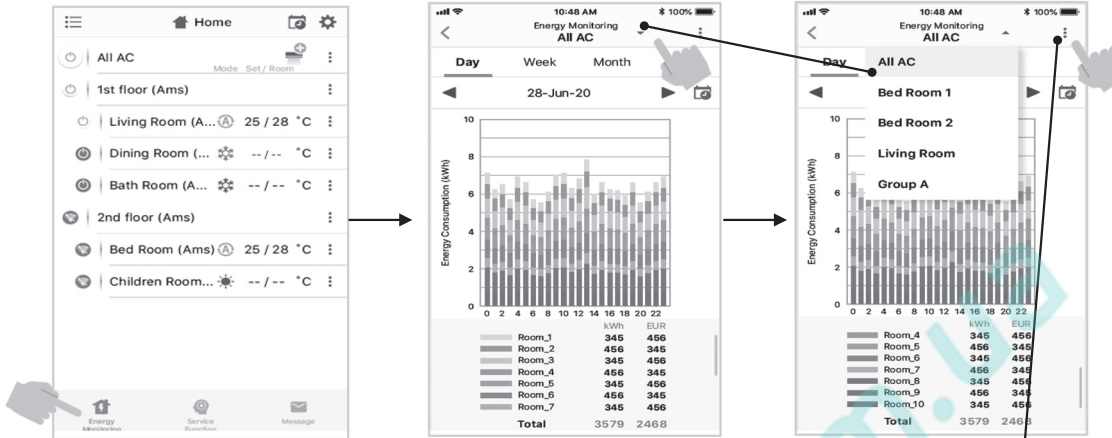 Home
All AC
Mode Set / Room
1st floor (Ams)
Living Room (A... A 25 / 28 °C
Dining Room (... -- / -- °C
Bath Room (A... -- / -- °C
2nd floor (Ams)
Bed Room (Ams) A 25 / 28 °C
Children Room... -- / -- °C
Energy
Monitoring
Service
Function
Message
10:48 AM 100%
Energy Monitoring
All AC
Day Week Month
28-Jun-20
Energy Consumption (kWh)
10
8
6
4
2
0
0 2 4 6 8 10 12 14 16 18 20 22
kWh EUR
Room_1 345 456
Room_2 456 345
Room_3 345 456
Room_4 456 345
Room_5 345 456
Room_6 456 345
Room_7 345 456
Total 3579 2468
10:48 AM 100%
Energy Monitoring
All AC
Day
All AC
Bed Room 1
Bed Room 2
Living Room
Group A
Energy Consumption (kWh)
10
8
6
4
2
0
0 2 4 6 8 10 12 14 16 18 20 22
kWh EUR
Room_4 345 456
Room_5 456 345
Room_6 345 456
Room_7 456 345
Room_8 345 456
Room_9 456 345
Room_10 345 456
Total 3579 2468